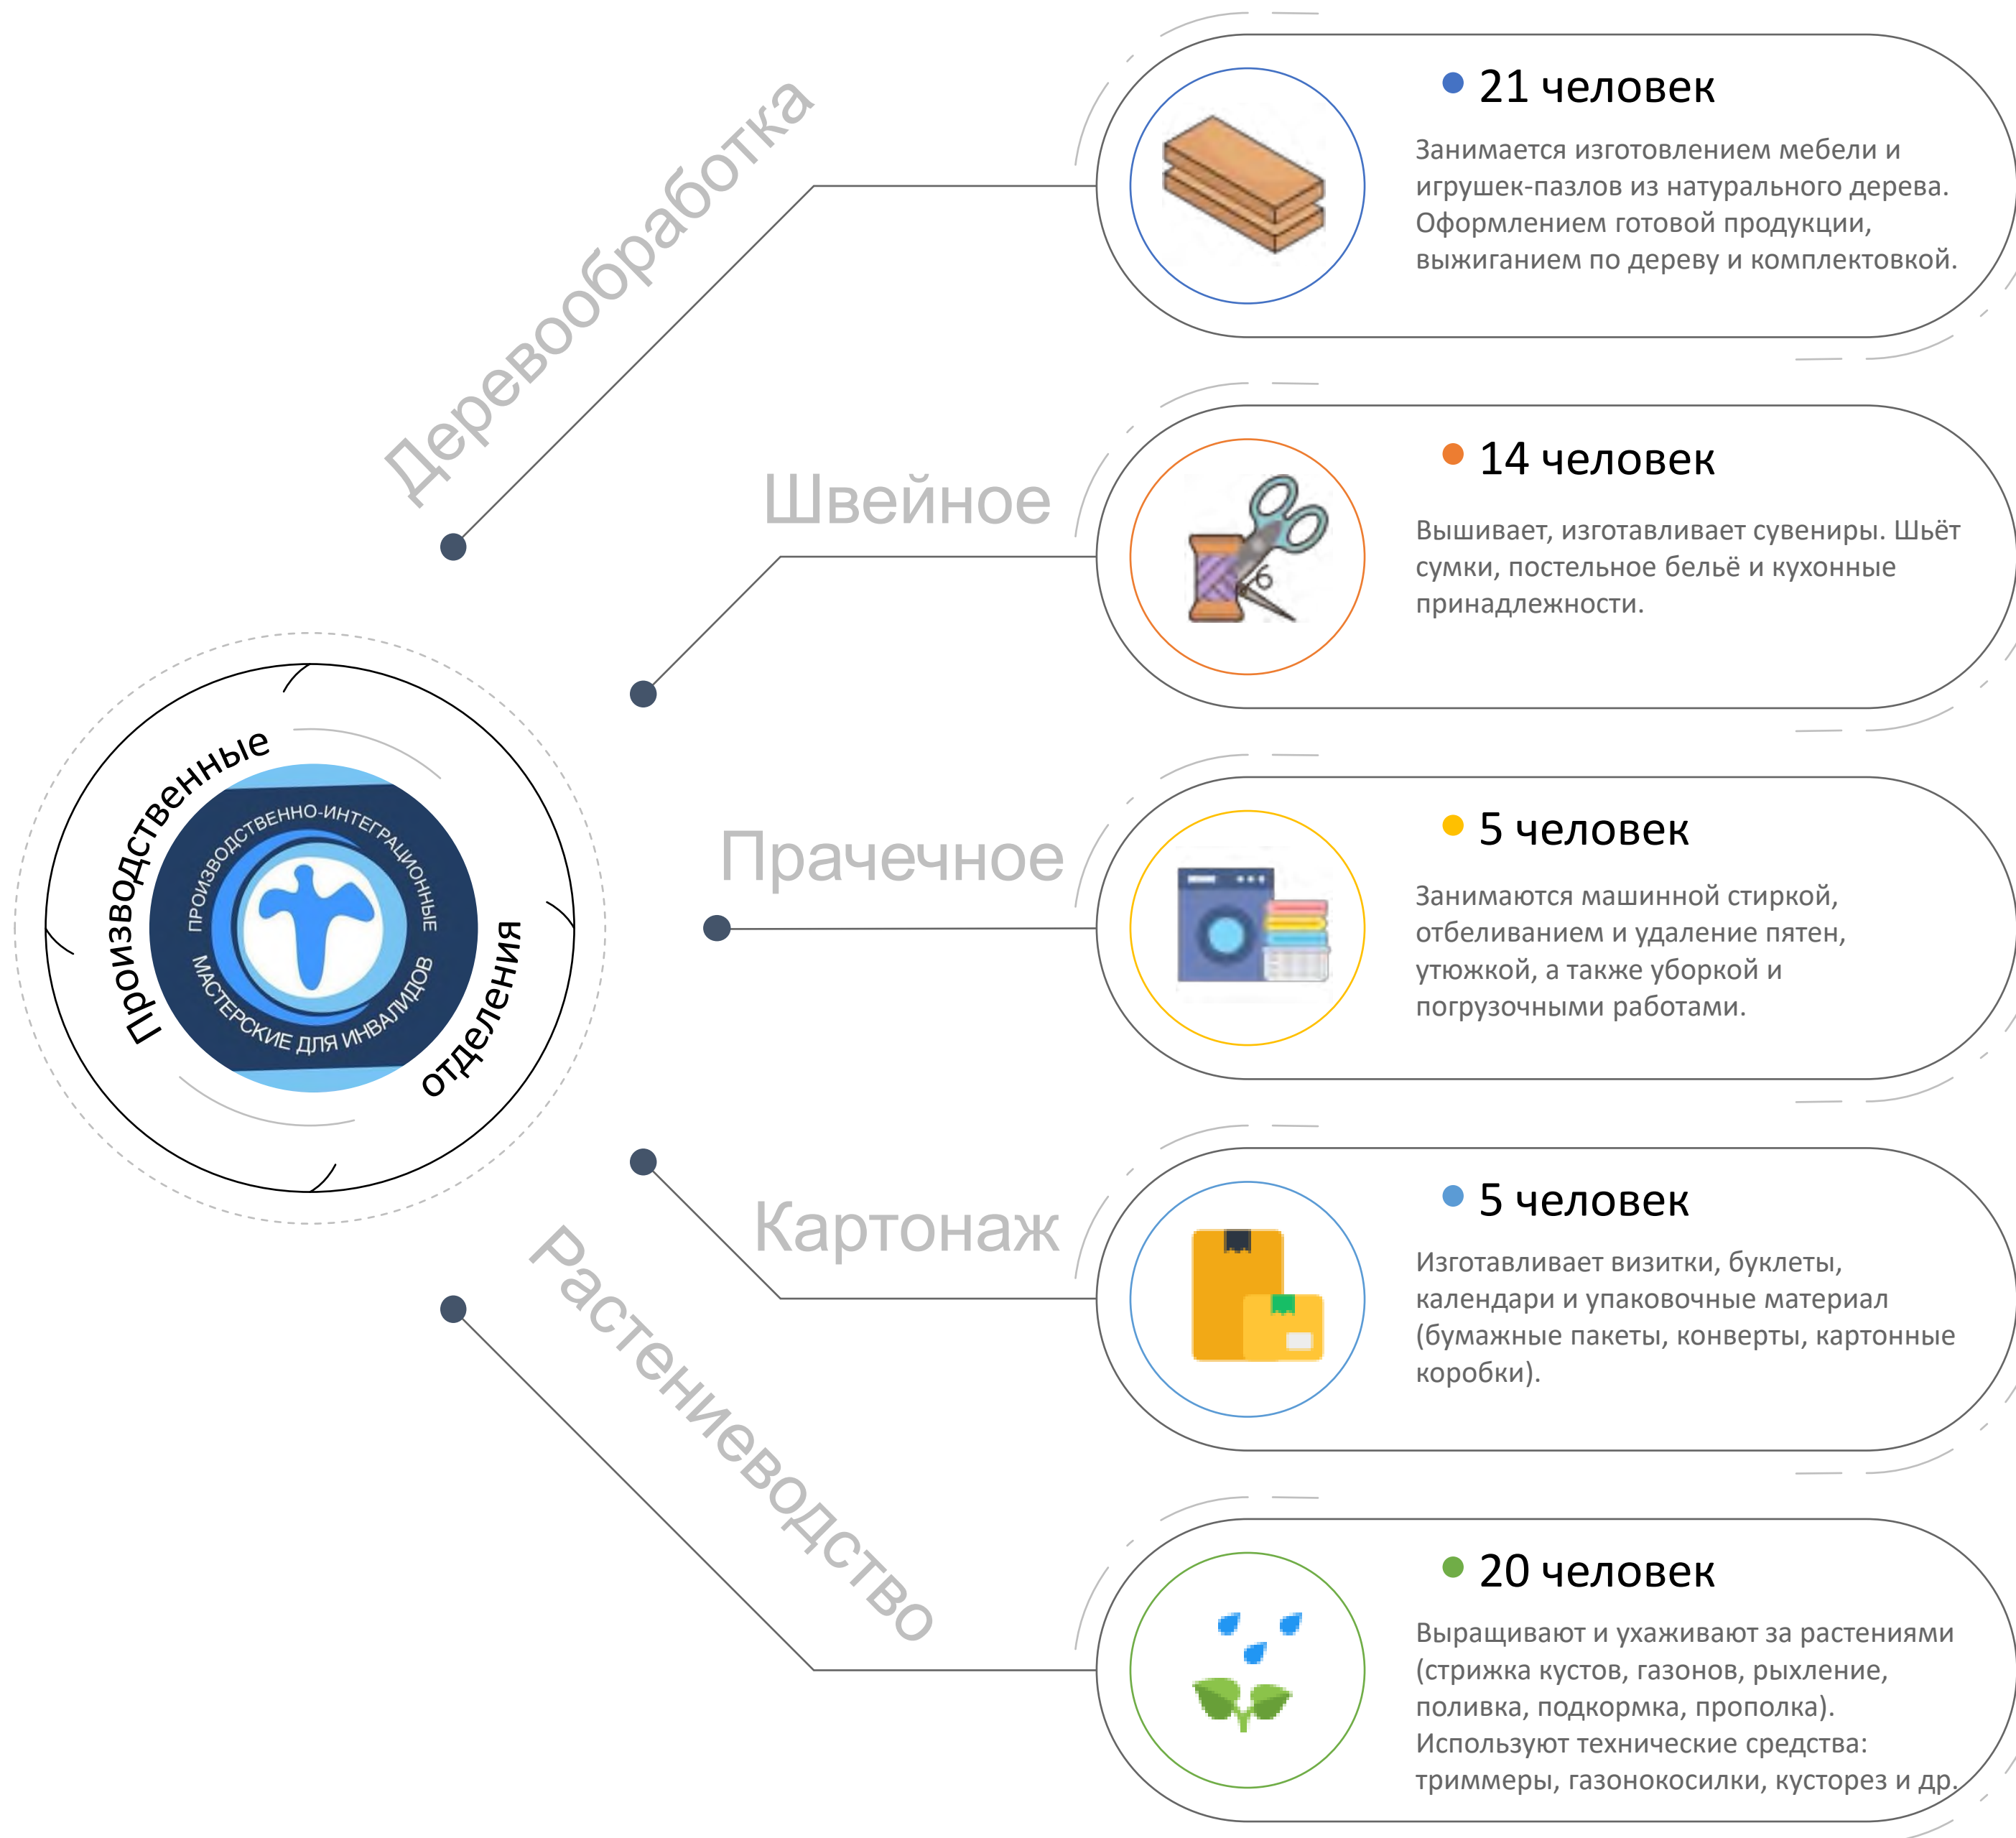 Производственные
отделения
ПРОИЗВОДСТВЕННО-ИНТЕГРАЦИОННЫЕ
МАСТЕРСКИЕ ДЛЯ ИНВАЛИДОВ
Деревообработка
21 человек
Занимается изготовлением мебели и
игрушек-пазлов из натурального дерева.
Оформлением готовой продукции,
выжиганием по дереву и комплектовкой.
Швейное
14 человек
Вышивает, изготавливает сувениры. Шьёт
сумки, постельное бельё и кухонные
принадлежности.
Прачечное
5 человек
Занимаются машинной стиркой,
отбеливанием и удаление пятен,
утюжкой, а также уборкой и
погрузочными работами.
Картонаж
5 человек
Изготавливает визитки, буклеты,
календари и упаковочные материал
(бумажные пакеты, конверты, картонные
коробки).
Растениеводство
20 человек
Выращивают и ухаживают за растениями
(стрижка кустов, газонов, рыхление,
поливка, подкормка, прополка).
Используют технические средства:
триммеры, газонокосилки, кусторез и др.